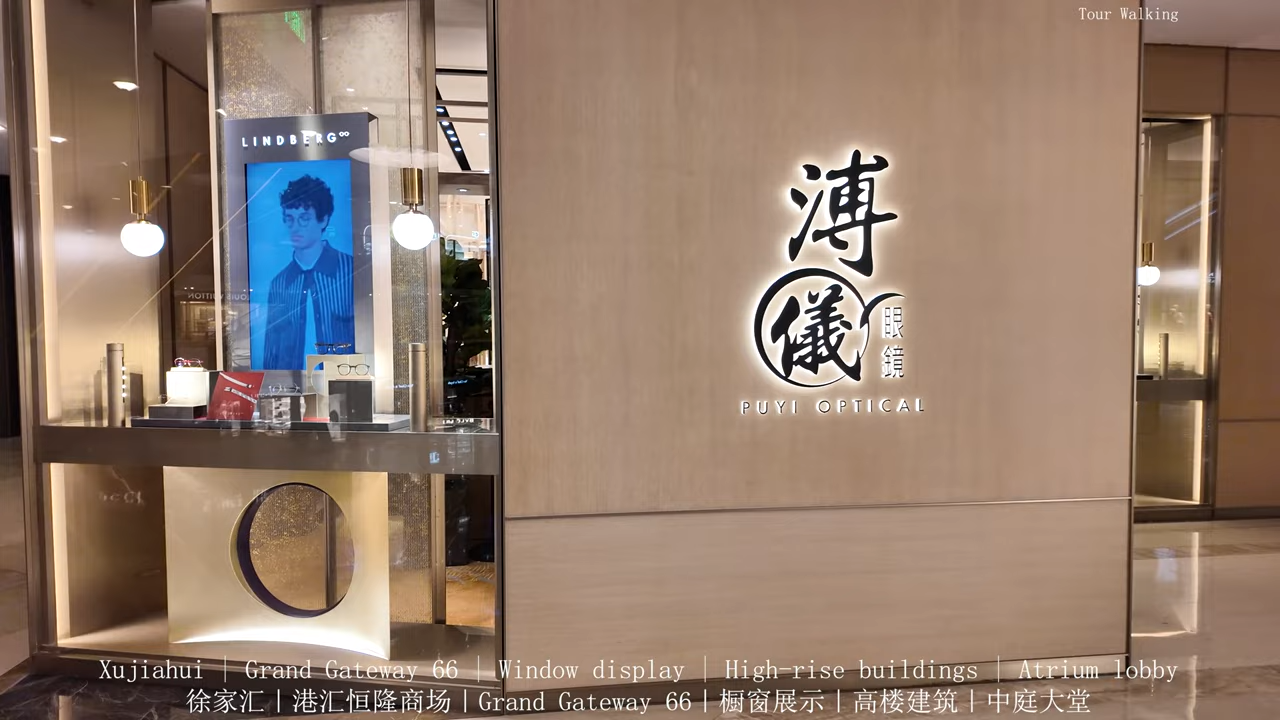 Tour Walking
LINDBERG
溥
儀
眼
鏡
PUYI OPTICAL
LOUIS VUITTON
Xujiahui | Grand Gateway 66 | Window display | High-rise buildings | Atrium lobby
徐家汇 | 港汇恒隆商场 | Grand Gateway 66 | 橱窗展示 | 高楼建筑 | 中庭大堂